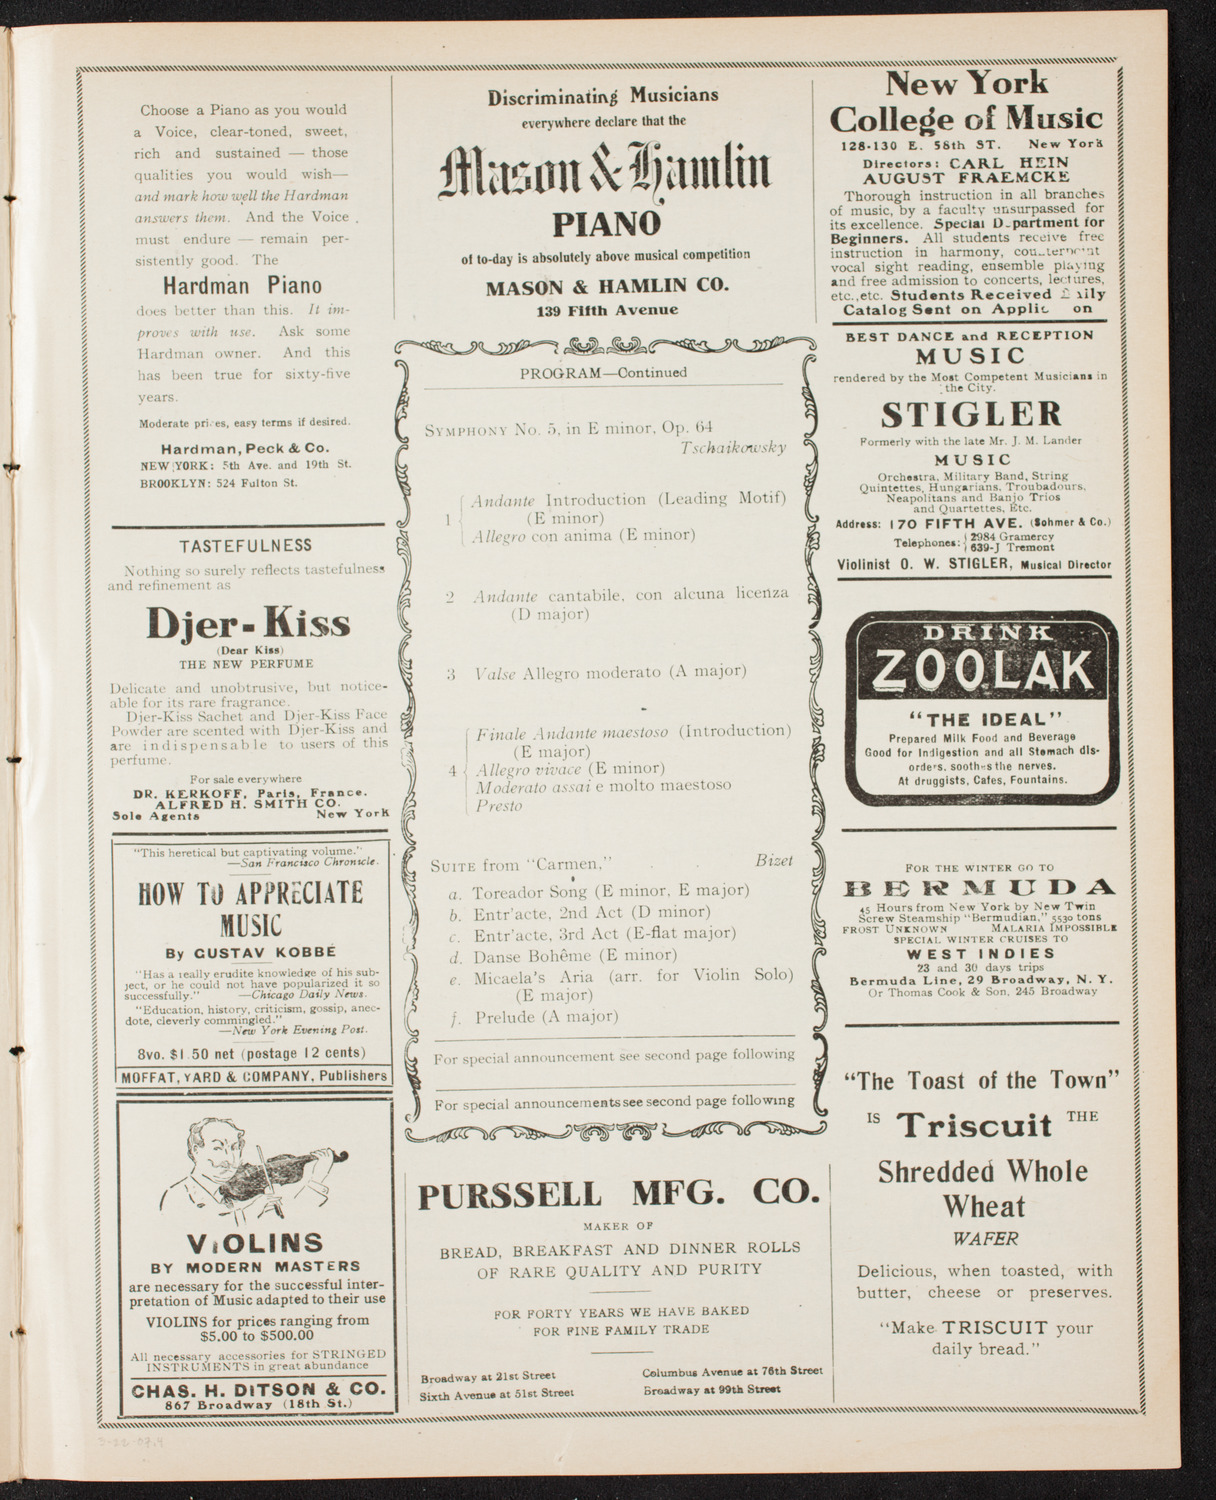 Choose a Piano as you would
a Voice, clear-toned, sweet,
rich and sustained — those
qualities you would wish—
and mark how well the Hardman
answers them. And the Voice
must endure — remain per-
sistently good. The
Hardman Piano
does better than this. It im-
proves with use. Ask some
Hardman owner. And this
has been true for sixty-five
years.
Moderate prices, easy terms if desired.
Hardman, Peck & Co.
NEW YORK: 5th Ave. and 19th St.
BROOKLYN: 524 Fulton St.
TASTEFULNESS
Nothing so surely reflects tastefulness
and refinement as
Djer-Kiss
(Dear Kiss)
THE NEW PERFUME
Delicate and unobtrusive, but notice-
able for its rare fragrance.
Djer-Kiss Sachet and Djer-Kiss Face
Powder are scented with Djer-Kiss and
are indispensable to users of this
perfume.
For sale everywhere
DR. KERKOFF, Paris, France.
ALFRED H. SMITH CO.
Sole Agents New York
"This heretical but captivating volume."
—San Francisco Chronicle.
HOW TO APPRECIATE
MUSIC
By GUSTAV KOBBÉ
"Has a really erudite knowledge of his sub-
ject, or he could not have popularized it so
successfully." —Chicago Daily News.
"Education, history, criticism, gossip, anec-
dote, cleverly commingled."
—New York Evening Post.
8vo. $1.50 net (postage 12 cents)
MOFFAT, YARD & COMPANY, Publishers
VIOLINS
BY MODERN MASTERS
are necessary for the successful inter-
pretation of Music adapted to their use
VIOLINS for prices ranging from
$5.00 to $500.00
All necessary accessories for STRINGED
INSTRUMENTS in great abundance
CHAS. H. DITSON & CO.
867 Broadway (18th St.)
3-22-07.4
Discriminating Musicians
everywhere declare that the
Mason & Hamlin
PIANO
of to-day is absolutely above musical competition
MASON & HAMLIN CO.
139 Fifth Avenue
PROGRAM—Continued
SYMPHONY No. 5, in E minor, Op. 64
Tschaikowsky
1 Andante Introduction (Leading Motif)
(E minor)
Allegro con anima (E minor)
2 Andante cantabile, con alcuna licenza
(D major)
3 Valse Allegro moderato (A major)
Finale Andante maestoso (Introduction)
(E major)
4 Allegro vivace (E minor)
Moderato assai e molto maestoso
Presto
SUITE from "Carmen," . . Bizet
a. Toreador Song (E minor, E major)
b. Entr'acte, 2nd Act (D minor)
c. Entr'acte, 3rd Act (E-flat major)
d. Danse Bohême (E minor)
e. Micaela's Aria (arr. for Violin Solo)
(E major)
f. Prelude (A major)
For special announcement see second page following
For special announcements see second page following
PURSSELL MFG. CO.
MAKER OF
BREAD, BREAKFAST AND DINNER ROLLS
OF RARE QUALITY AND PURITY
FOR FORTY YEARS WE HAVE BAKED
FOR FINE FAMILY TRADE
Broadway at 21st Street Columbus Avenue at 76th Street
Sixth Avenue at 51st Street Broadway at 99th Street
New York
College of Music
128-130 E. 58th ST. New York
Directors: CARL HEIN
AUGUST FRAEMCKE
Thorough instruction in all branches
of music, by a faculty unsurpassed for
its excellence. Special Department for
Beginners. All students receive free
instruction in harmony, counterpoint
vocal sight reading, ensemble playing
and free admission to concerts, lectures,
etc., etc. Students Received Daily
Catalog Sent on Applic on
BEST DANCE and RECEPTION
MUSIC
rendered by the Most Competent Musicians in
the City.
STIGLER
Formerly with the late Mr. J. M. Lander
MUSIC
Orchestra, Military Band, String
Quintettes, Hungarians, Troubadours,
Neapolitans and Banjo Trios
and Quartettes, Etc.
Address: 170 FIFTH AVE. (Sohmer & Co.)
Telephones: 2984 Gramercy
639-J Tremont
Violinist O. W. STIGLER, Musical Director
DRINK
ZOOLAK
"THE IDEAL"
Prepared Milk Food and Beverage
Good for Indigestion and all Stomach dis-
orders, soothes the nerves.
At druggists, Cafes, Fountains.
FOR THE WINTER GO TO
BERMUDA
45 Hours from New York by New Twin
Screw Steamship "Bermudian," 5530 tons
FROST UNKNOWN MALARIA IMPOSSIBLE
SPECIAL WINTER CRUISES TO
WEST INDIES
23 and 30 days trips
Bermuda Line, 29 Broadway, N. Y.
Or Thomas Cook & Son, 245 Broadway
"The Toast of the Town"
IS Triscuit THE
Shredded Whole
Wheat
WAFER
Delicious, when toasted, with
butter, cheese or preserves.
"Make TRISCUIT your
daily bread."